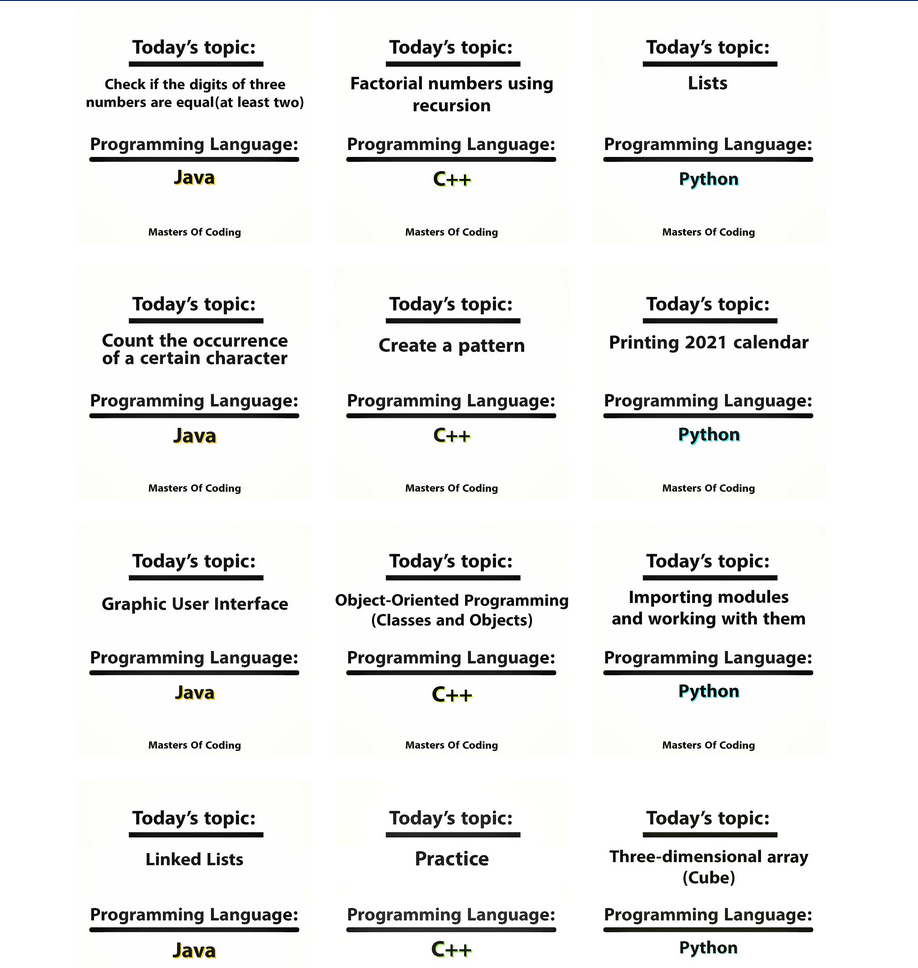 Today's topic:
Check if the digits of three
numbers are equal(at least two)
Programming Language:
Java
Masters Of Coding
Today's topic:
Factorial numbers using
recursion
Programming Language:
C++
Masters Of Coding
Today's topic:
Lists
Programming Language:
Python
Masters Of Coding
Today's topic:
Count the occurrence
of a certain character
Programming Language:
Java
Masters Of Coding
Today's topic:
Create a pattern
Programming Language:
C++
Masters Of Coding
Today's topic:
Printing 2021 calendar
Programming Language:
Python
Masters Of Coding
Today's topic:
Graphic User Interface
Programming Language:
Java
Masters Of Coding
Today's topic:
Object-Oriented Programming
(Classes and Objects)
Programming Language:
C++
Masters Of Coding
Today's topic:
Importing modules
and working with them
Programming Language:
Python
Masters Of Coding
Today's topic:
Linked Lists
Programming Language:
Java
Today's topic:
Practice
Programming Language:
C++
Today's topic:
Three-dimensional array
(Cube)
Programming Language:
Python